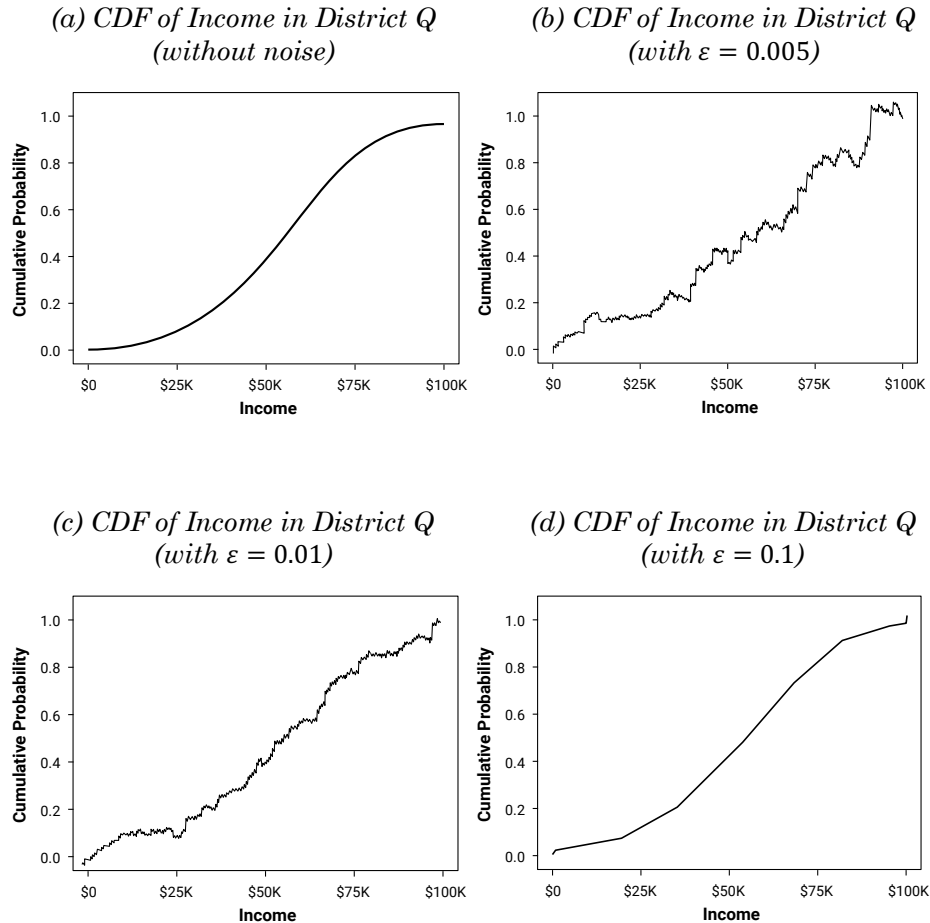 (a) CDF of Income in District Q
(without noise)
1.0
0.8
0.6
0.4
0.2
0.0
Cumulative Probability
$0 $25K $50K $75K $100K
Income
(b) CDF of Income in District Q
(with ε = 0.005)
1.0
0.8
0.6
0.4
0.2
0.0
Cumulative Probability
$0 $25K $50K $75K $100K
Income
(c) CDF of Income in District Q
(with ε = 0.01)
1.0
0.8
0.6
0.4
0.2
0.0
Cumulative Probability
$0 $25K $50K $75K $100K
Income
(d) CDF of Income in District Q
(with ε = 0.1)
1.0
0.8
0.6
0.4
0.2
0.0
Cumulative Probability
$0 $25K $50K $75K $100K
Income